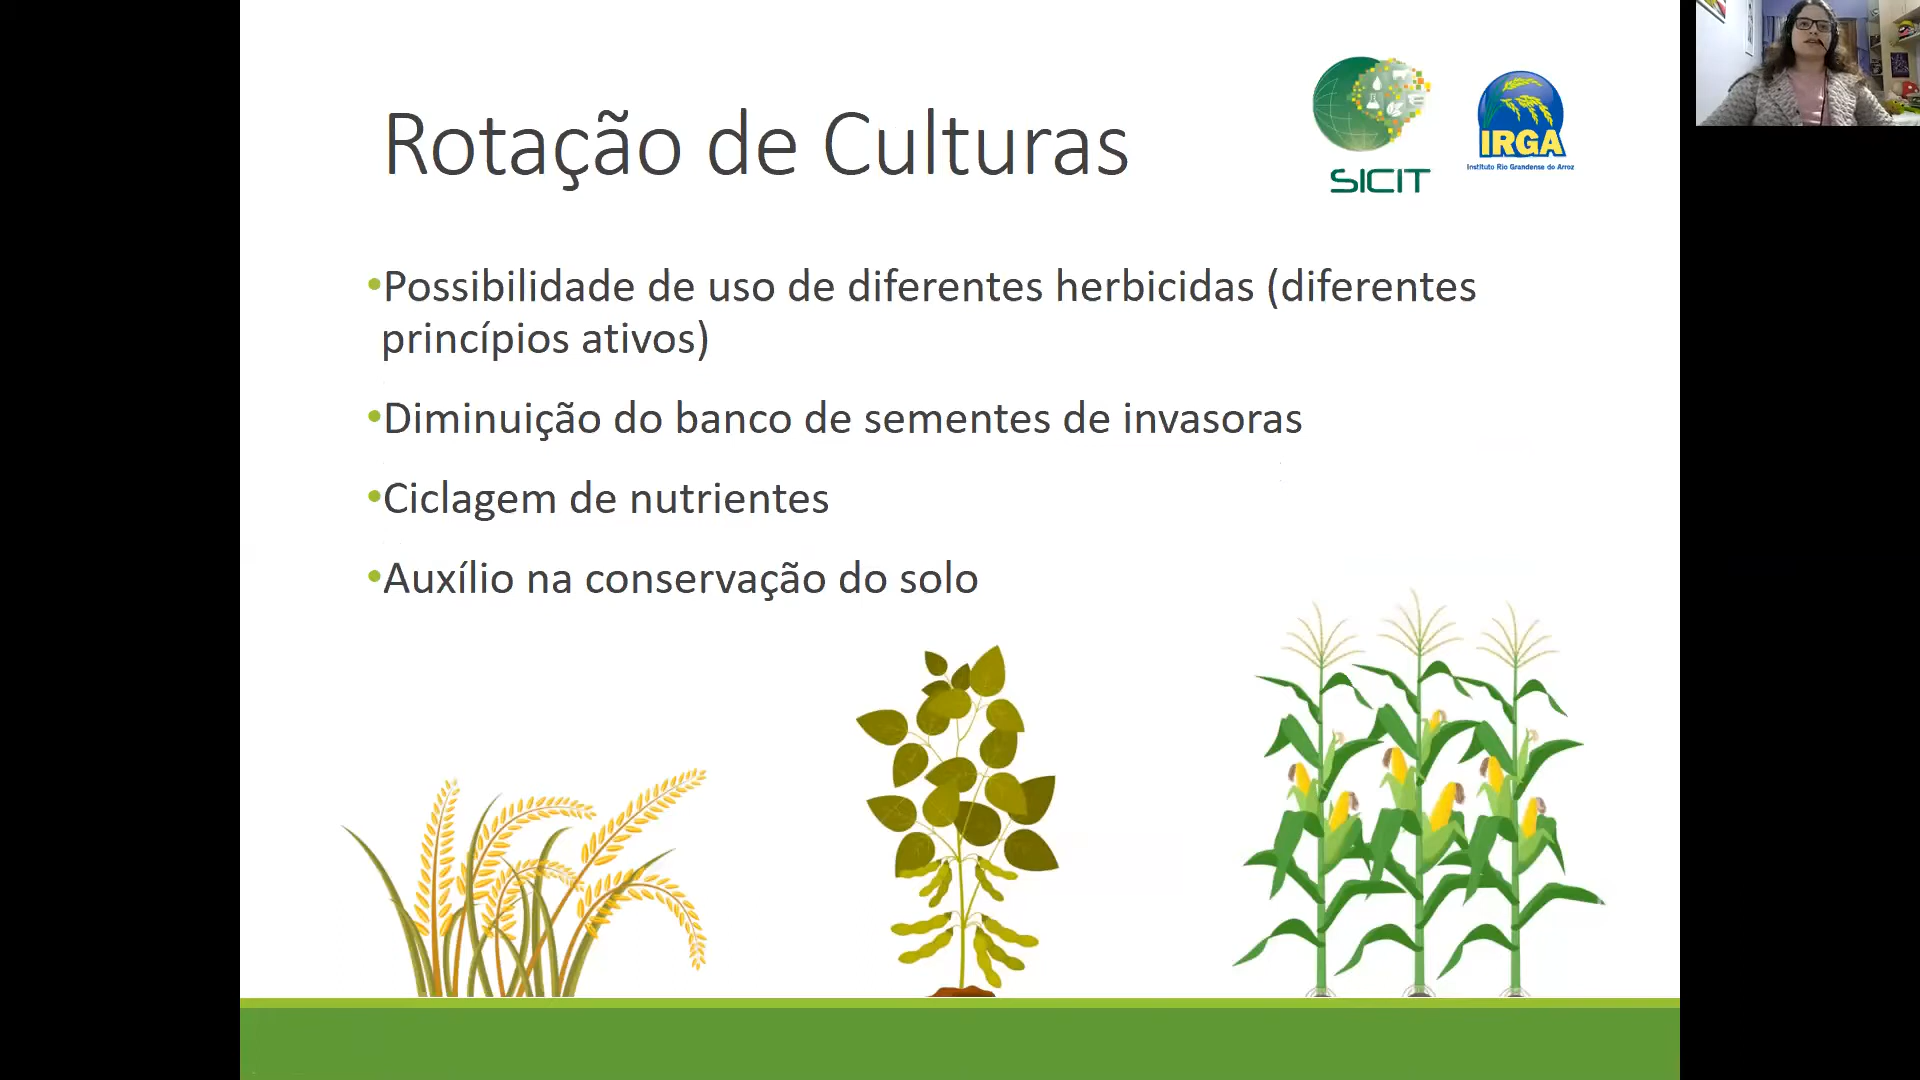 Rotação de Culturas
SICIT
IRGA
Instituto Rio Grandense do Arroz
•Possibilidade de uso de diferentes herbicidas (diferentes
princípios ativos)
•Diminuição do banco de sementes de invasoras
•Ciclagem de nutrientes
•Auxílio na conservação do solo